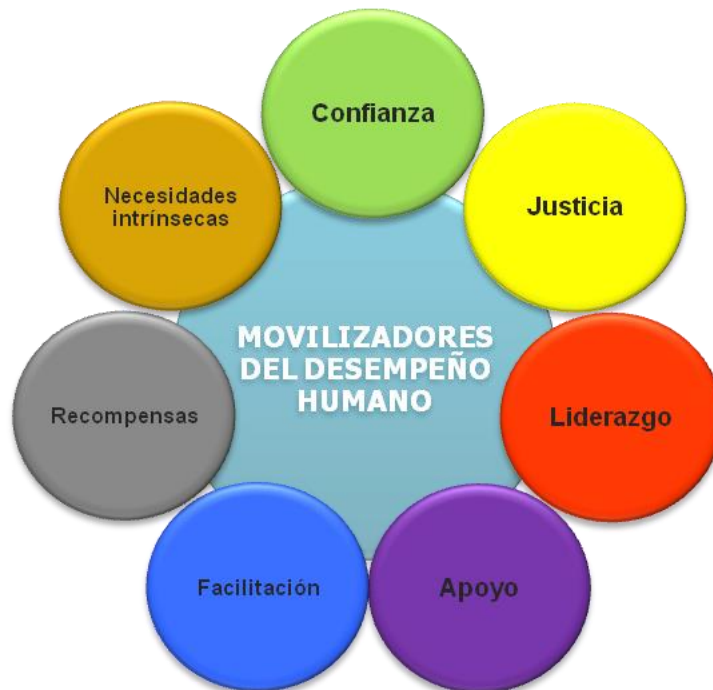 Confianza
Justicia
Liderazgo
Apoyo
Facilitación
Recompensas
Necesidades
intrínsecas
MOVILIZADORES
DEL DESEMPEÑO
HUMANO